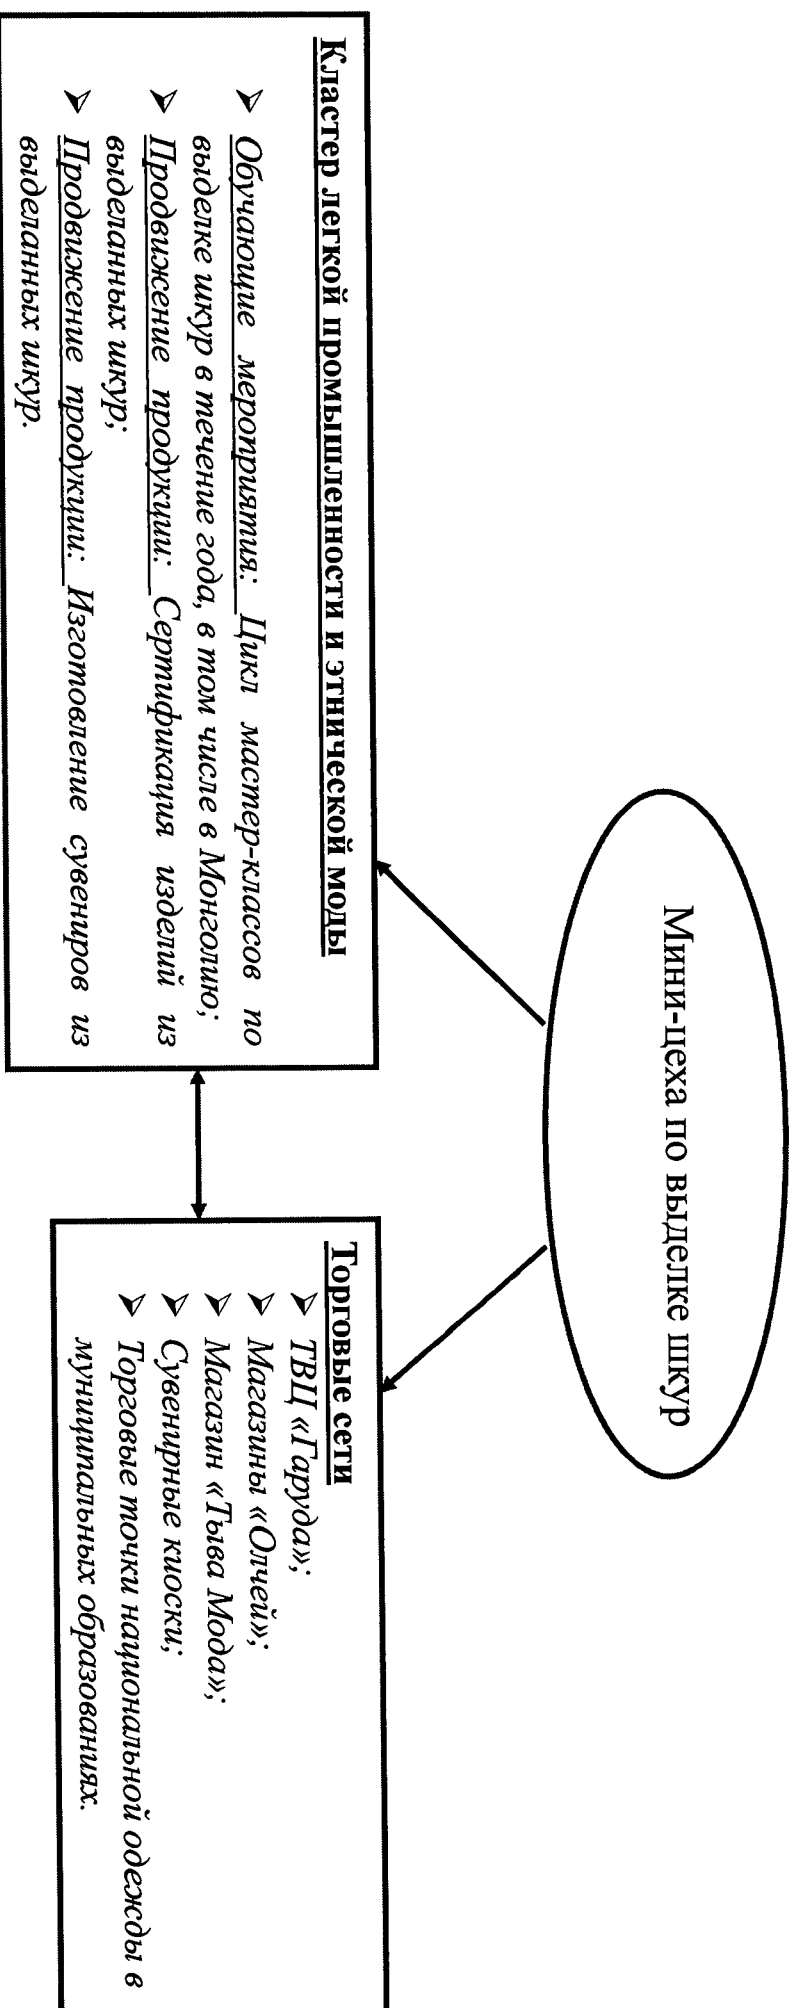 Мини-цеха по выделке шкур
Кластер легкой промышленности и этнической моды
➢ Обучающие мероприятия: Цикл мастер-классов по
выделке шкур в течение года, в том числе в Монголию;
➢ Продвижение продукции: Сертификация изделий из
выделанных шкур;
➢ Продвижение продукции: Изготовление сувениров из
выделанных шкур.
Торговые сети
➢ ТВЦ «Гаруда»;
➢ Магазины «Олчей»;
➢ Магазин «Тыва Мода»;
➢ Сувенирные киоски;
➢ Торговые точки национальной одежды в
муниципальных образованиях.